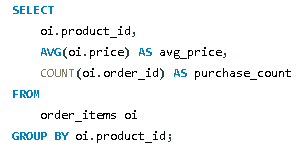 SELECT
oi.product_id,
AVG(oi.price) AS avg_price,
COUNT(oi.order_id) AS purchase_count
FROM
order_items oi
GROUP BY oi.product_id;